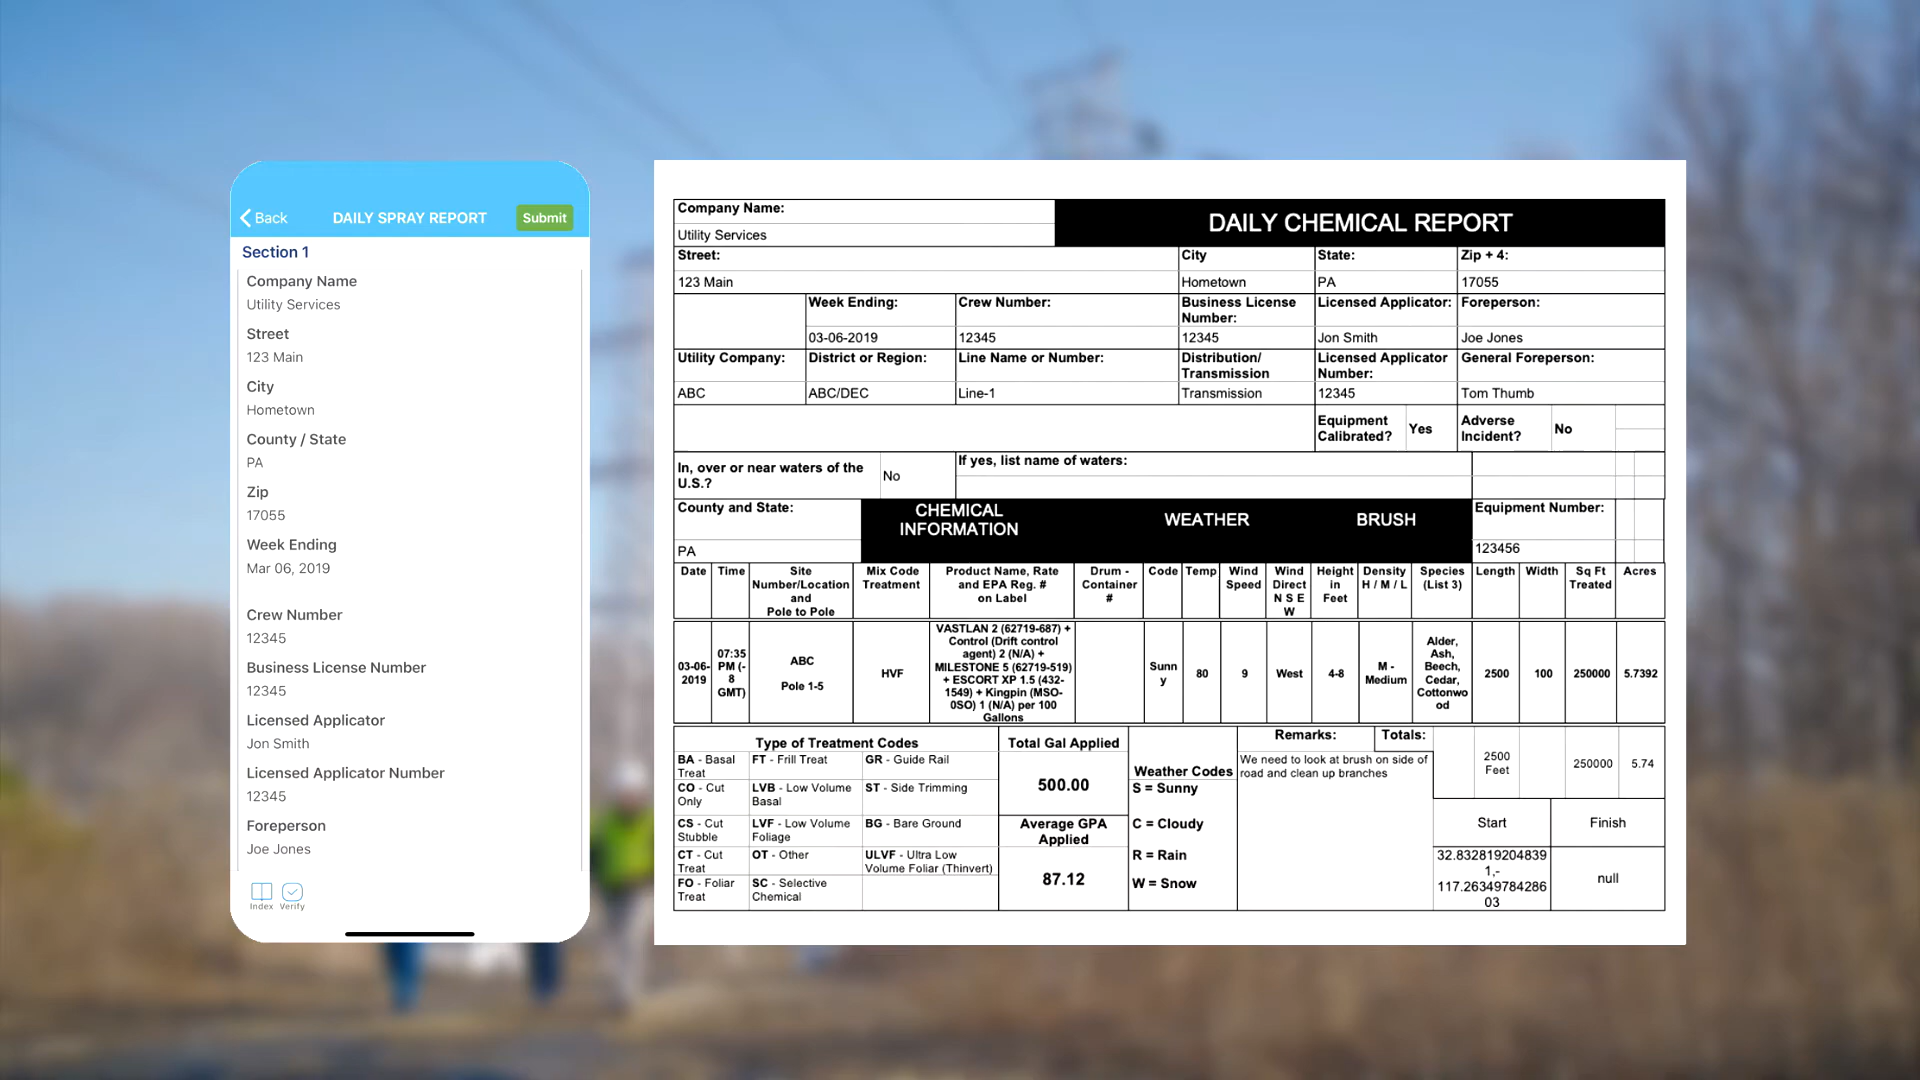 Back
DAILY SPRAY REPORT
Submit
Section 1
Company Name
Utility Services
Street
123 Main
City
Hometown
County / State
PA
Zip
17055
Week Ending
Mar 06, 2019
Crew Number
12345
Business License Number
12345
Licensed Applicator
Jon Smith
Licensed Applicator Number
12345
Foreperson
Joe Jones
Index Verify
Company Name:
Utility Services
DAILY CHEMICAL REPORT
Street:
City
State:
Zip + 4:
123 Main
Hometown
PA
17055
Week Ending:
Crew Number:
Business License
Number:
Licensed Applicator:
Foreperson:
03-06-2019
12345
12345
Jon Smith
Joe Jones
Utility Company:
District or Region:
Line Name or Number:
Distribution/
Transmission
Licensed Applicator
Number:
General Foreperson:
ABC
ABC/DEC
Line-1
Transmission
12345
Tom Thumb
Equipment
Calibrated?
Yes
Adverse
Incident?
No
In, over or near waters of the
U.S.?
No
If yes, list name of waters:
County and State:
PA
CHEMICAL
INFORMATION
WEATHER
BRUSH
Equipment Number:
123456
Date
Time
Site
Number/Location
and
Pole to Pole
Mix Code
Treatment
Product Name, Rate
and EPA Reg. #
on Label
Drum -
Container
#
Code
Temp
Wind
Speed
Wind
Direct
N S E
W
Height
in
Feet
Density
H / M / L
Species
(List 3)
Length
Width
Sq Ft
Treated
Acres
03-06-
2019
07:35
PM (-
8
GMT)
ABC
Pole 1-5
HVF
VASTLAN 2 (62719-687) +
Control (Drift control
agent) 2 (N/A) +
MILESTONE 5 (62719-519)
+ ESCORT XP 1.5 (432-
1549) + Kingpin (MSO-
0SO) 1 (N/A) per 100
Gallons
Sunn
y
80
9
West
4-8
M -
Medium
Alder,
Ash,
Beech,
Cedar,
Cottonwo
od
2500
100
250000
5.7392
Type of Treatment Codes
BA - Basal
Treat
FT - Frill Treat
GR - Guide Rail
CO - Cut
Only
LVB - Low Volume
Basal
ST - Side Trimming
CS - Cut
Stubble
LVF - Low Volume
Foliage
BG - Bare Ground
CT - Cut
Treat
OT - Other
ULVF - Ultra Low
Volume Foliar (Thinvert)
FO - Foliar
Treat
SC - Selective
Chemical
Total Gal Applied
500.00
Average GPA
Applied
87.12
Weather Codes
S = Sunny
C = Cloudy
R = Rain
W = Snow
Remarks:
We need to look at brush on side of
road and clean up branches
Totals:
2500
Feet
250000
5.74
Start
Finish
32.832819204839
1,-
117.26349784286
03
null